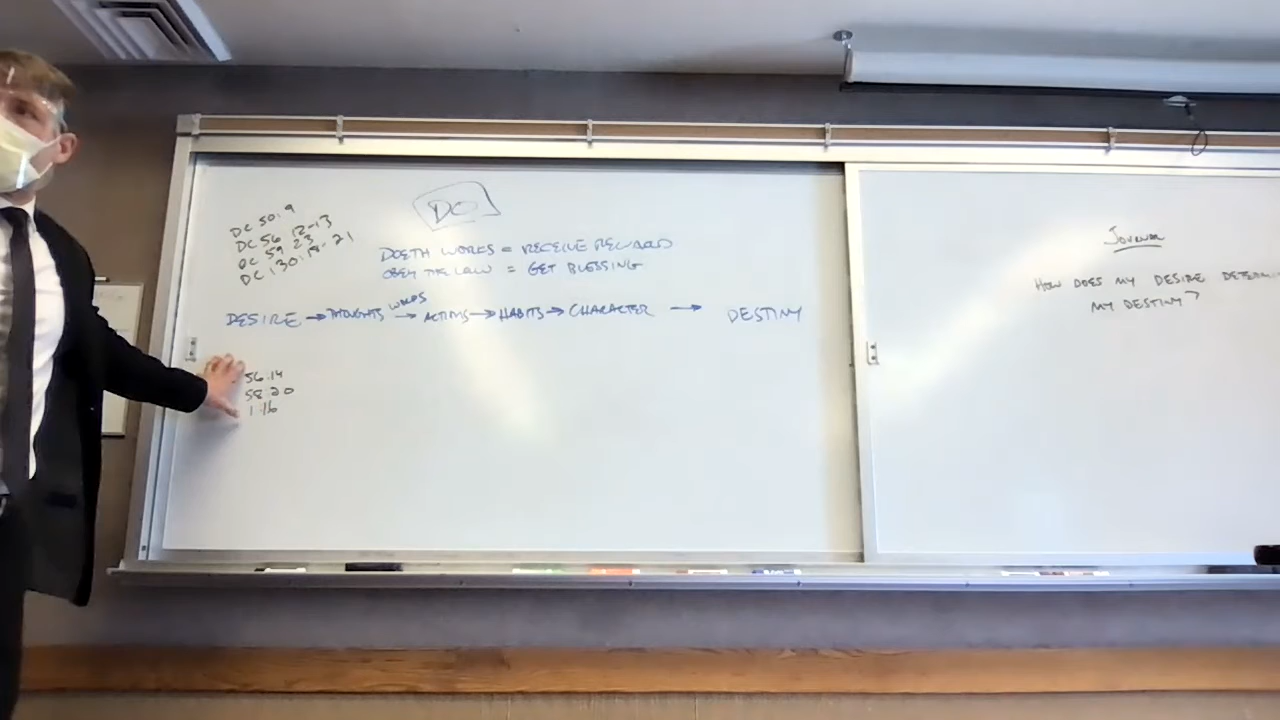 DO
DC 50:9
DC 56 12-13
DC 59 23
DC 130:19-21
DOETH WORKS = RECEIVE REWARD
OBEY THE LAW = GET BLESSING
WORDS
DESIRE → THOUGHTS → ACTIONS → HABITS → CHARACTER → DESTINY
56:14
58:20
1:16
JOURNAL
HOW DOES MY DESIRE DETERMI
MY DESTINY?